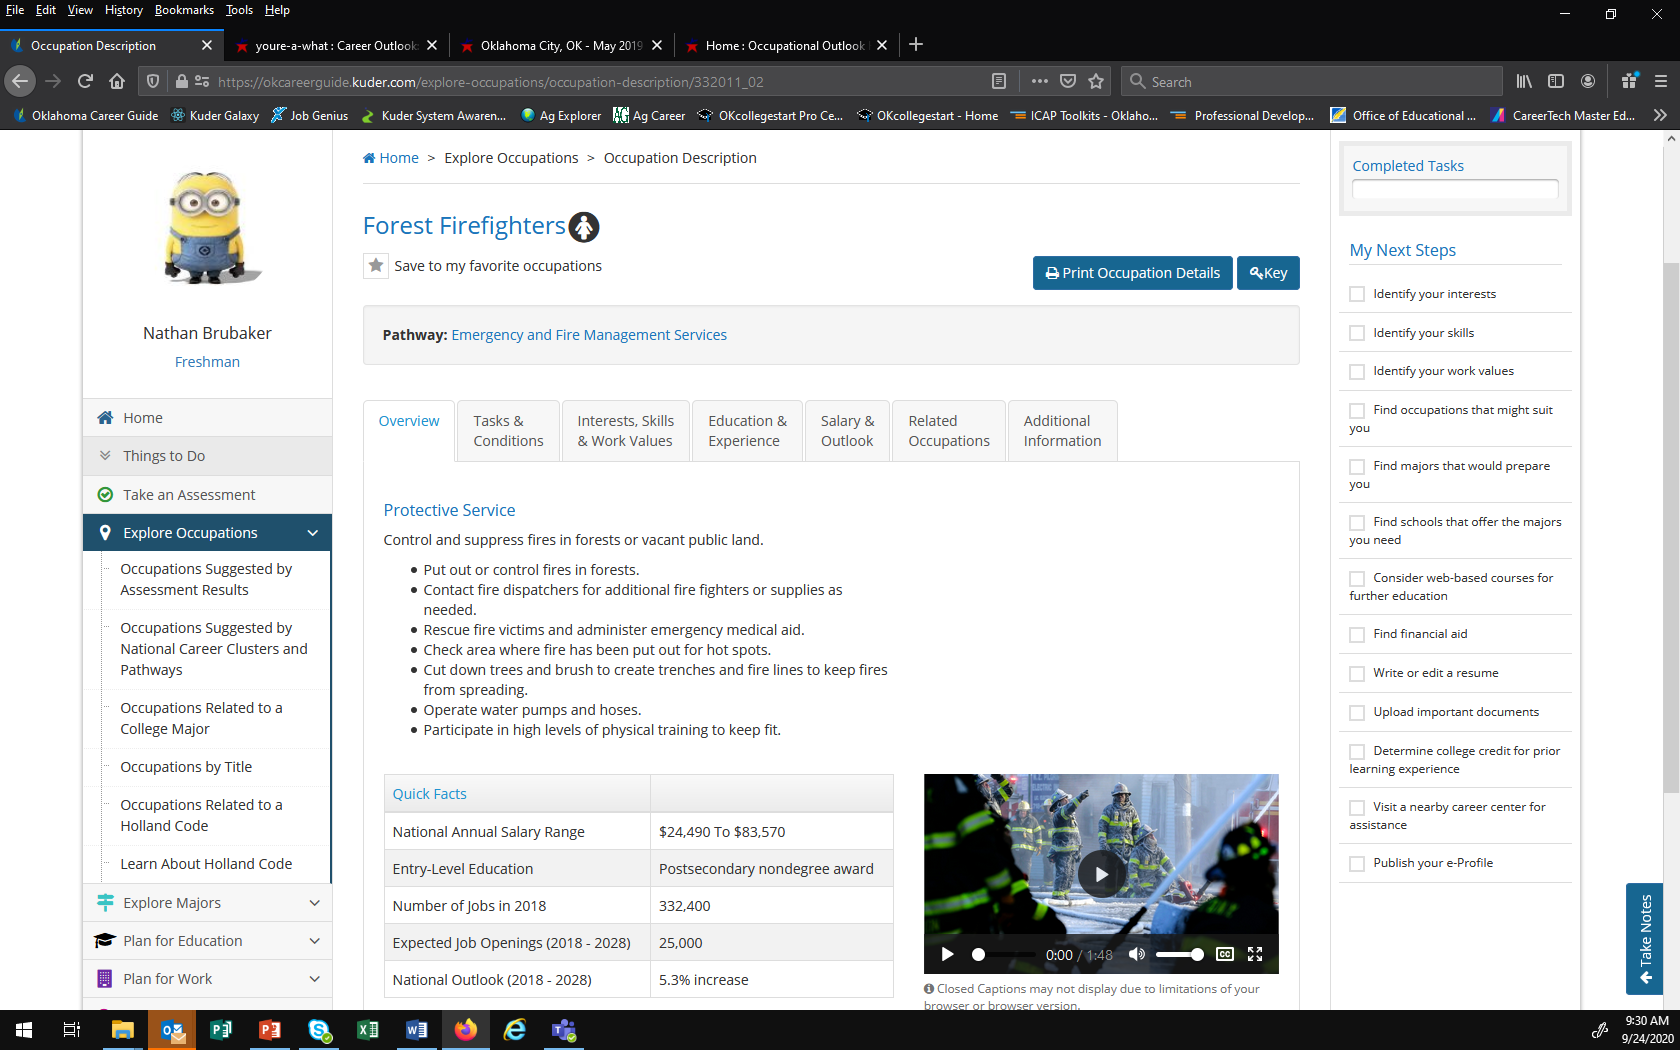 File Edit View History Bookmarks Tools Help
Occupation Description
youre-a-what : Career Outlook:
Oklahoma City, OK - May 2019
Home : Occupational Outlook
https://okcareerguide.kuder.com/explore-occupations/occupation-description/332011_02
Search
Oklahoma Career Guide Kuder Galaxy Job Genius Kuder System Awaren... Ag Explorer Ag Career OKcollegestart Pro Ce... OKcollegestart - Home ICAP Toolkits - Oklaho... Professional Develop... Office of Educational ... CareerTech Master Ed...
Nathan Brubaker
Freshman
Home
Things to Do
Take an Assessment
Explore Occupations
Occupations Suggested by
Assessment Results
Occupations Suggested by
National Career Clusters and
Pathways
Occupations Related to a
College Major
Occupations by Title
Occupations Related to a
Holland Code
Learn About Holland Code
Explore Majors
Plan for Education
Plan for Work
Home > Explore Occupations > Occupation Description
Forest Firefighters
Save to my favorite occupations
Print Occupation Details
Key
Pathway: Emergency and Fire Management Services
Overview
Tasks &
Conditions
Interests, Skills
& Work Values
Education &
Experience
Salary &
Outlook
Related
Occupations
Additional
Information
Protective Service
Control and suppress fires in forests or vacant public land.
• Put out or control fires in forests.
• Contact fire dispatchers for additional fire fighters or supplies as
needed.
• Rescue fire victims and administer emergency medical aid.
• Check area where fire has been put out for hot spots.
• Cut down trees and brush to create trenches and fire lines to keep fires
from spreading.
• Operate water pumps and hoses.
• Participate in high levels of physical training to keep fit.
Quick Facts
National Annual Salary Range $24,490 To $83,570
Entry-Level Education Postsecondary nondegree award
Number of Jobs in 2018 332,400
Expected Job Openings (2018 - 2028) 25,000
National Outlook (2018 - 2028) 5.3% increase
0:00 / 1:48
CC
Closed Captions may not display due to limitations of your
browser or browser version.
Completed Tasks
My Next Steps
Identify your interests
Identify your skills
Identify your work values
Find occupations that might suit
you
Find majors that would prepare
you
Find schools that offer the majors
you need
Consider web-based courses for
further education
Find financial aid
Write or edit a resume
Upload important documents
Determine college credit for prior
learning experience
Visit a nearby career center for
assistance
Publish your e-Profile
Take Notes
9:30 AM
9/24/2020